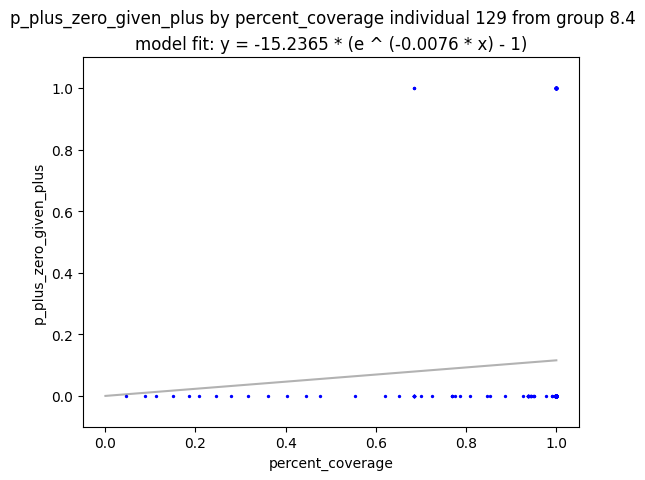 p_plus_zero_given_plus by percent_coverage individual 129 from group 8.4
model fit: y = -15.2365 * (e ^ (-0.0076 * x) - 1)
1.0
0.8
0.6
0.4
0.2
0.0
p_plus_zero_given_plus
0.0 0.2 0.4 0.6 0.8 1.0
percent_coverage